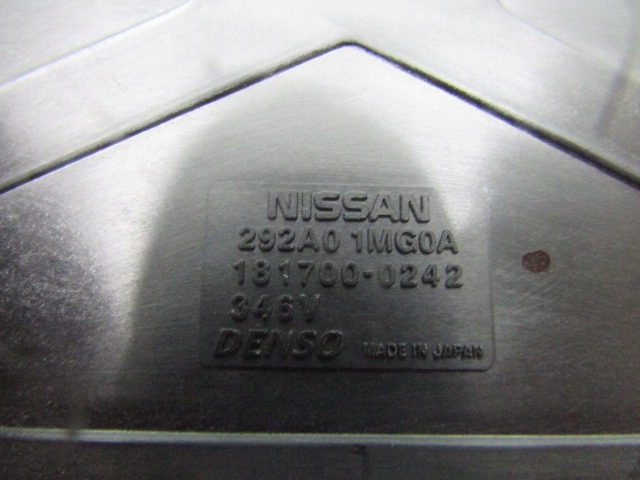 NISSAN
292A0 1MG0A
181700-0242
346V
DENSO MADE IN JAPAN